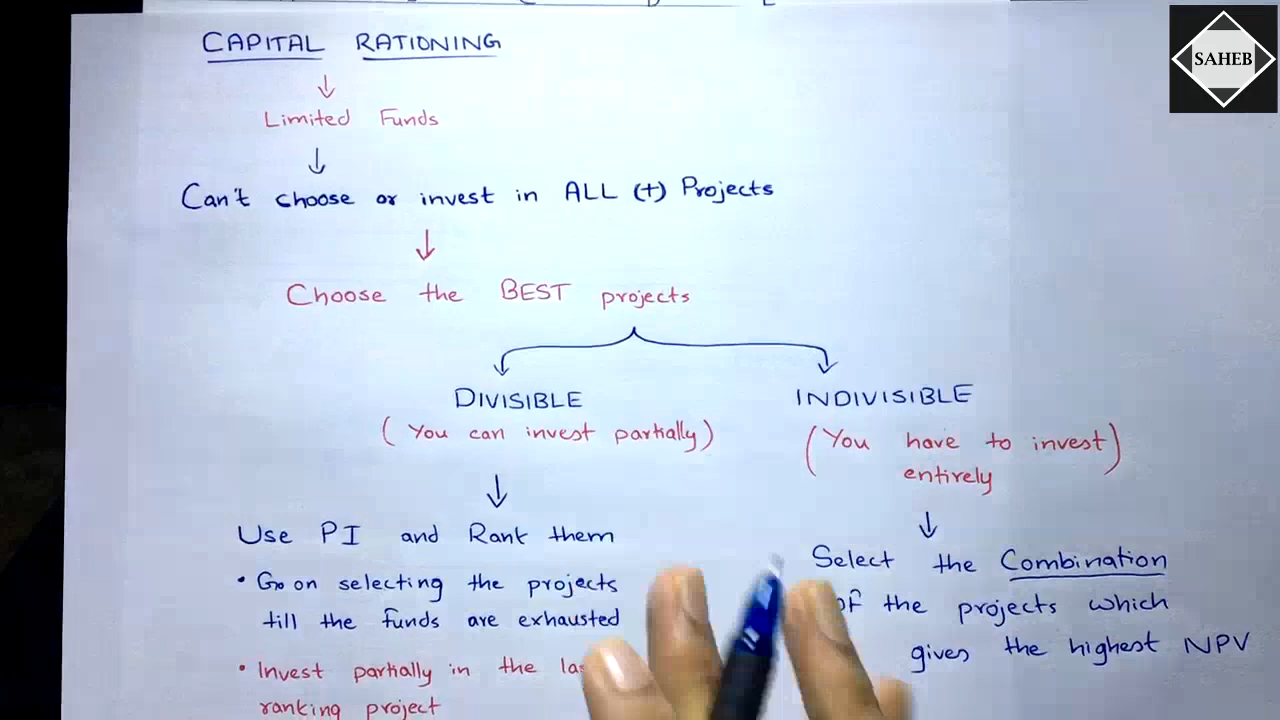 CAPITAL RATIONING
Limited Funds
Can't choose or invest in ALL (+) Projects
Choose the BEST projects
DIVISIBLE
(You can invest partially)
Use PI and Rank them
• Go on selecting the projects
till the funds are exhausted
• Invest partially in the
ranking project
INDIVISIBLE
(You have to invest)
entirely
Select the Combination
of the projects which
gives the highest NPV
SAHEB